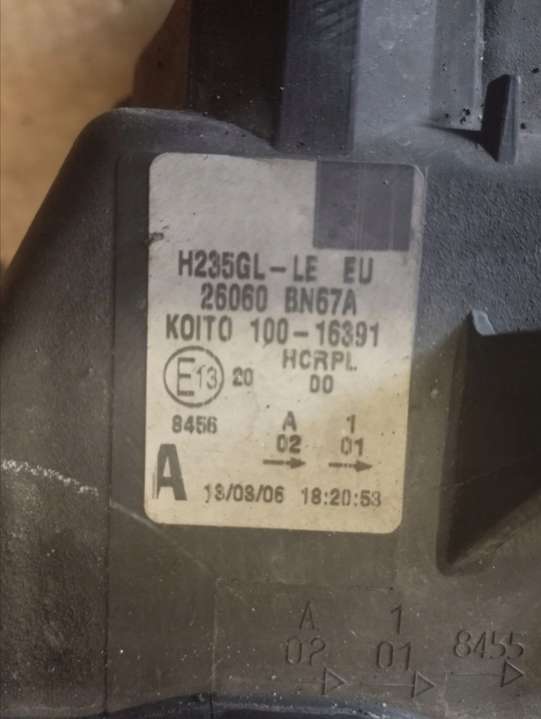 H235GL-LE EU
26060 BN67A
KOITO 100-16391
E13 20 HCRPL
00
8456 A 1
02 01
A 13/03/06 18:20:53
A 1
02 01 8455